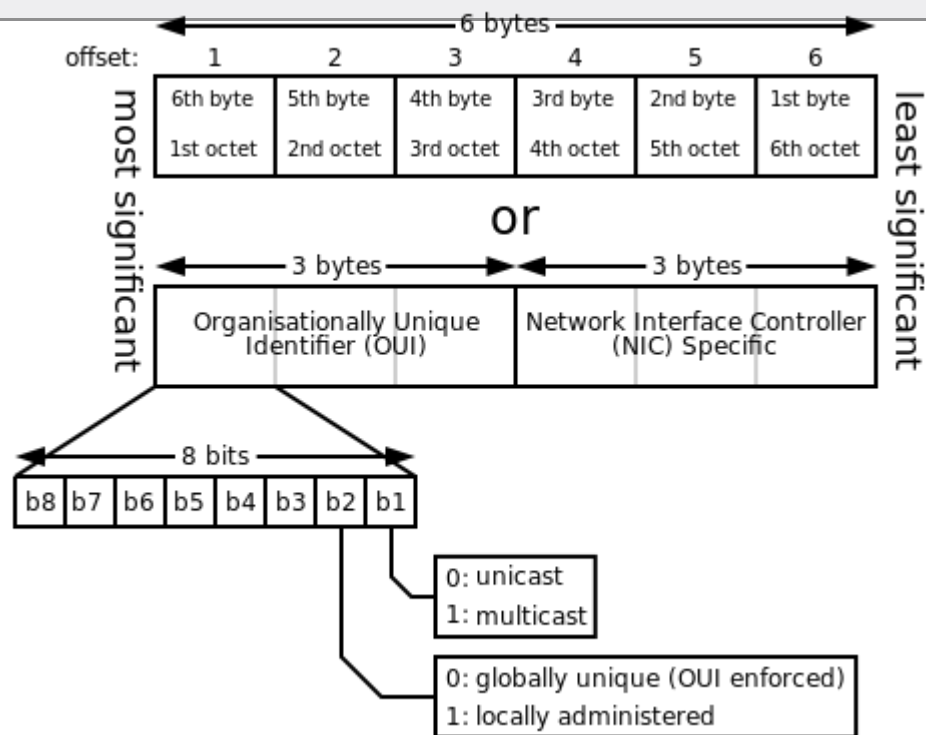 6 bytes
offset: 1 2 3 4 5 6
most significant
6th byte 5th byte 4th byte 3rd byte 2nd byte 1st byte
1st octet 2nd octet 3rd octet 4th octet 5th octet 6th octet
least significant
or
3 bytes 3 bytes
Organisationally Unique
Identifier (OUI)
Network Interface Controller
(NIC) Specific
8 bits
b8 b7 b6 b5 b4 b3 b2 b1
0: unicast
1: multicast
0: globally unique (OUI enforced)
1: locally administered